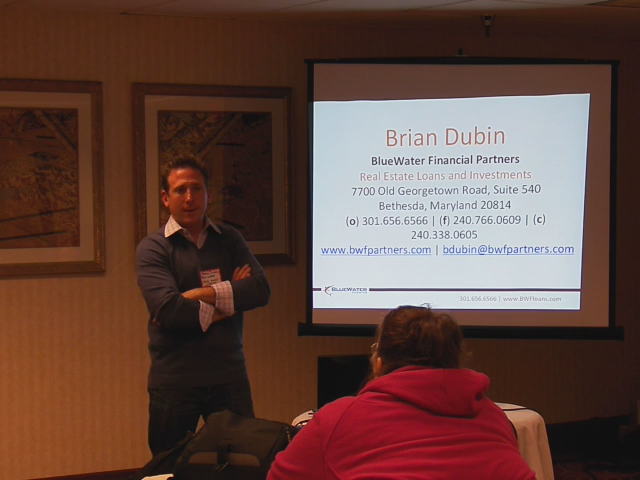 Brian Dubin
BlueWater Financial Partners
Real Estate Loans and Investments
7700 Old Georgetown Road, Suite 540
Bethesda, Maryland 20814
(o) 301.656.6566 | (f) 240.766.0609 | (c)
240.338.0605
www.bwfpartners.com | bdubin@bwfpartners.com
BLUEWATER
301.656.6566 | www.BWFloans.com